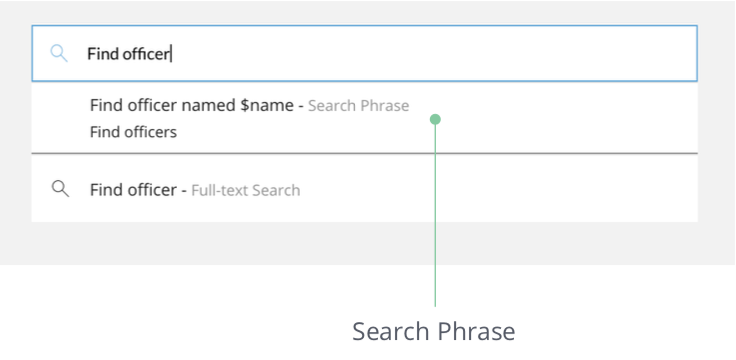 Find officer
Find officer named $name - Search Phrase
Find officers
Find officer - Full-text Search
Search Phrase